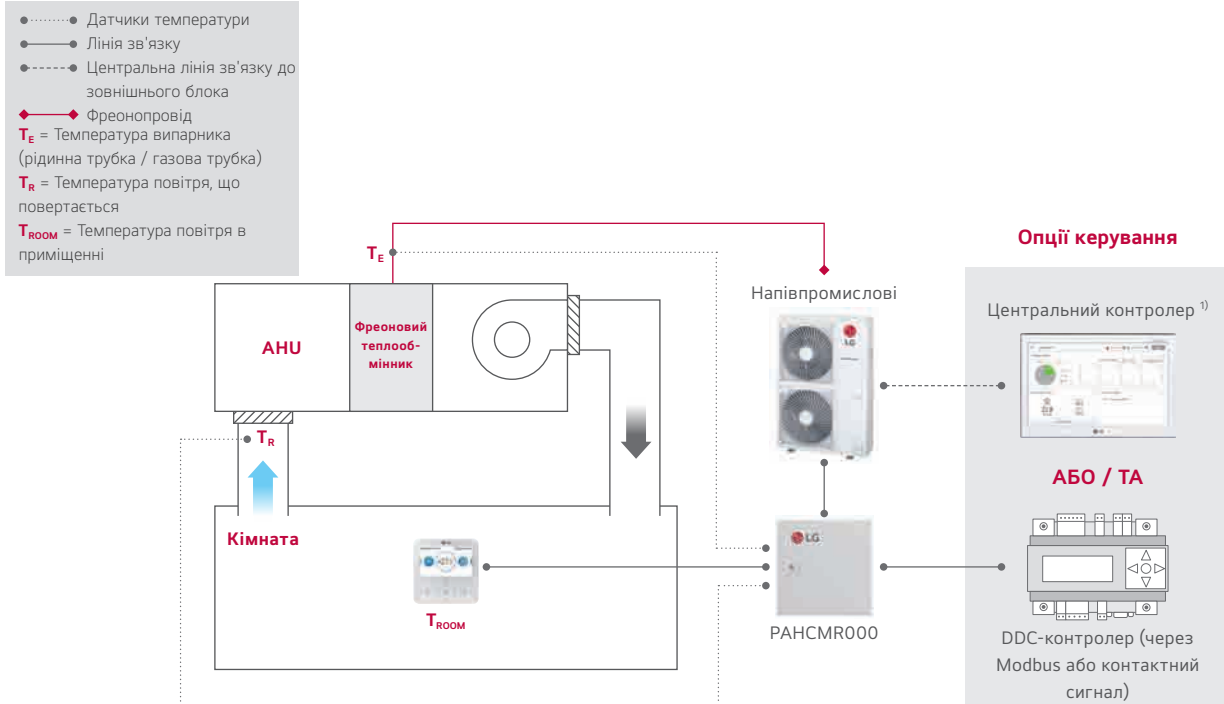 Датчики температури
Лінія зв'язку
Центральна лінія зв'язку до
зовнішнього блока
Фреонопровід
TE = Температура випарника
(рідинна трубка / газова трубка)
TR = Температура повітря, що
повертається
TROOM = Температура повітря в
приміщенні
Опції керування
TE
Напівпромислові
Центральний контролер 1)
AHU
Фреоновий
теплооб-
мінник
LG
TR
АБО / ТА
Кімната
LG
TROOM
PAHCMR000
DDC-контролер (через
Modbus або контактний
сигнал)